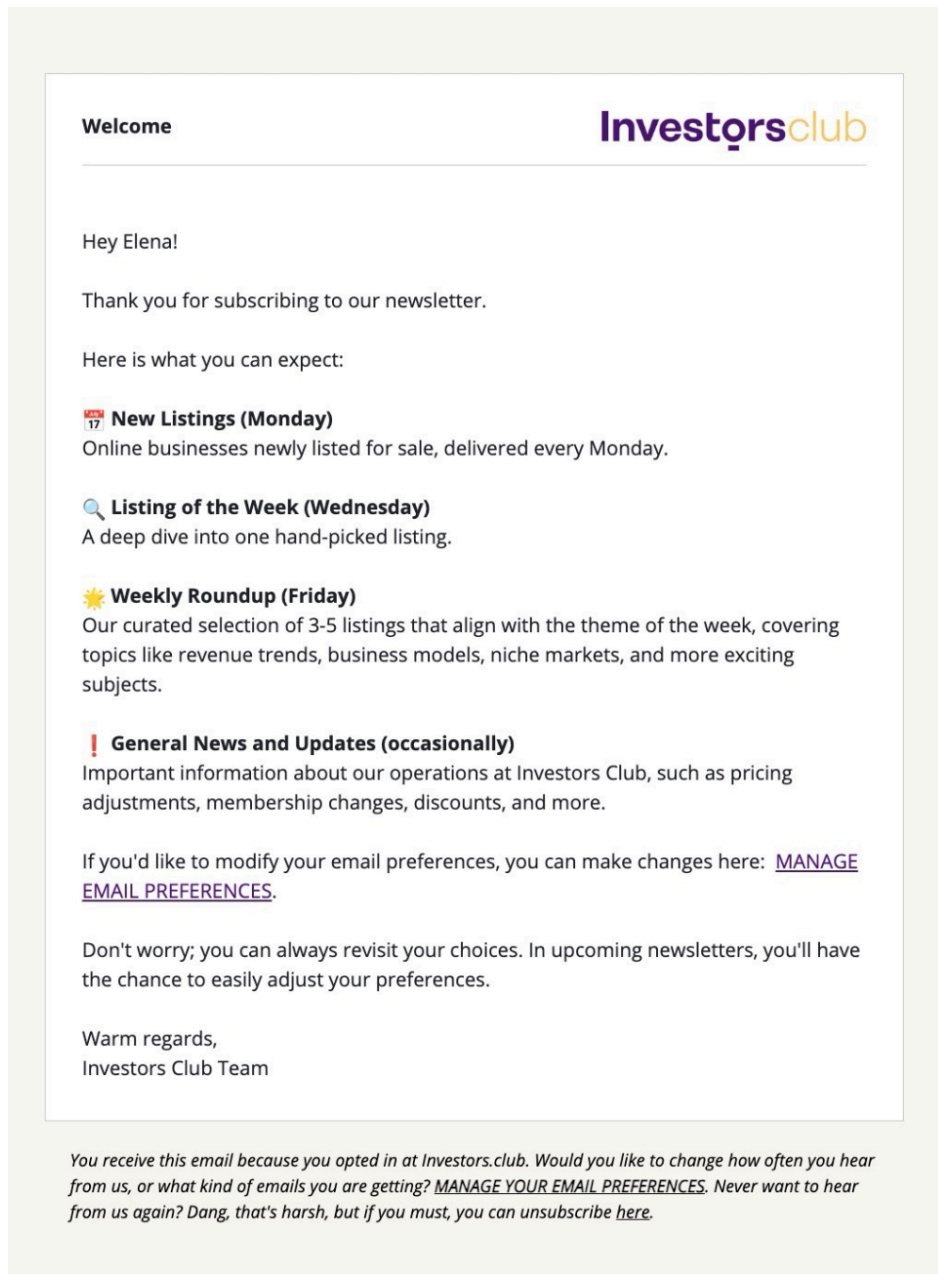 Welcome
Investorsclub
Hey Elena!
Thank you for subscribing to our newsletter.
Here is what you can expect:
📅 New Listings (Monday)
Online businesses newly listed for sale, delivered every Monday.
🔍 Listing of the Week (Wednesday)
A deep dive into one hand-picked listing.
🌟 Weekly Roundup (Friday)
Our curated selection of 3-5 listings that align with the theme of the week, covering
topics like revenue trends, business models, niche markets, and more exciting
subjects.
❗ General News and Updates (occasionally)
Important information about our operations at Investors Club, such as pricing
adjustments, membership changes, discounts, and more.
If you'd like to modify your email preferences, you can make changes here: MANAGE
EMAIL PREFERENCES.
Don't worry; you can always revisit your choices. In upcoming newsletters, you'll have
the chance to easily adjust your preferences.
Warm regards,
Investors Club Team
You receive this email because you opted in at Investors.club. Would you like to change how often you hear
from us, or what kind of emails you are getting? MANAGE YOUR EMAIL PREFERENCES. Never want to hear
from us again? Dang, that's harsh, but if you must, you can unsubscribe here.